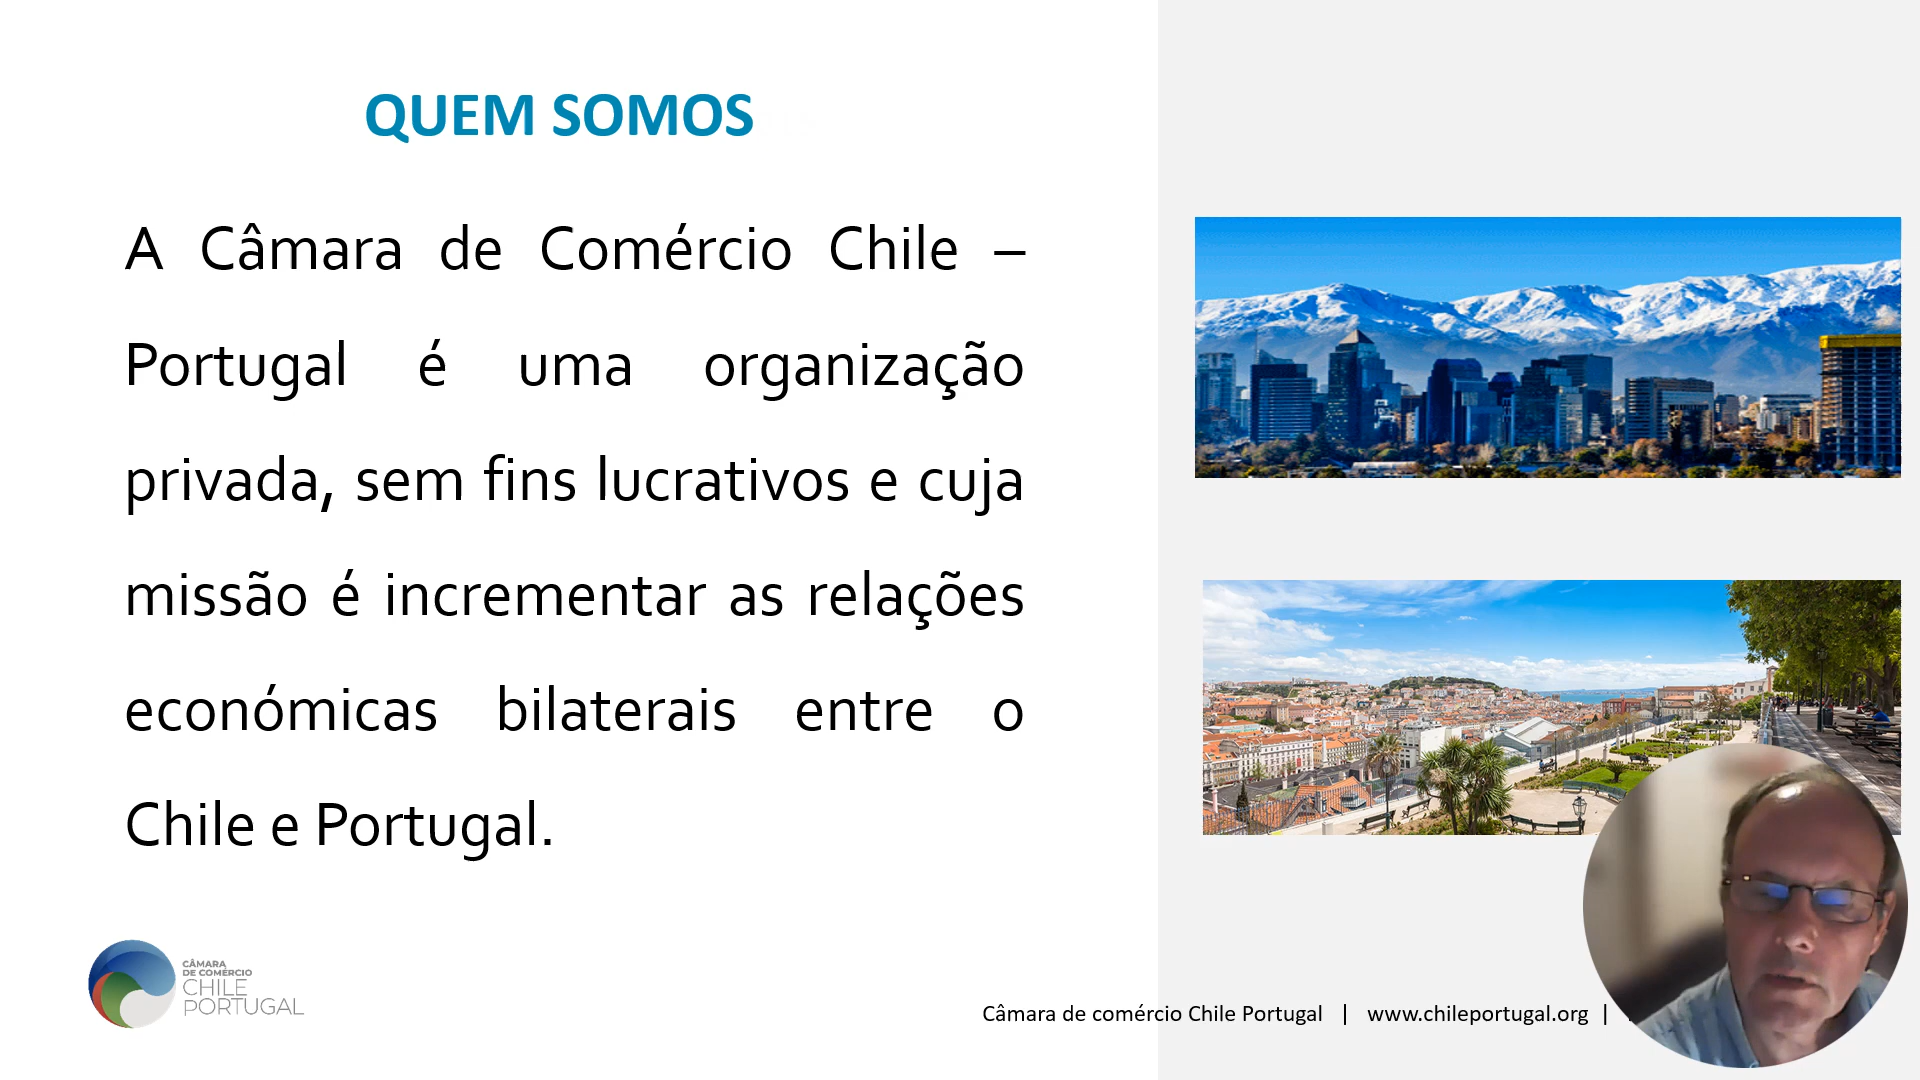 QUEM SOMOS
A Câmara de Comércio Chile –
Portugal é uma organização
privada, sem fins lucrativos e cuja
missão é incrementar as relações
económicas bilaterais entre o
Chile e Portugal.
CÂMARA
DE COMÉRCIO
CHILE
PORTUGAL
Câmara de comércio Chile Portugal | www.chileportugal.org |